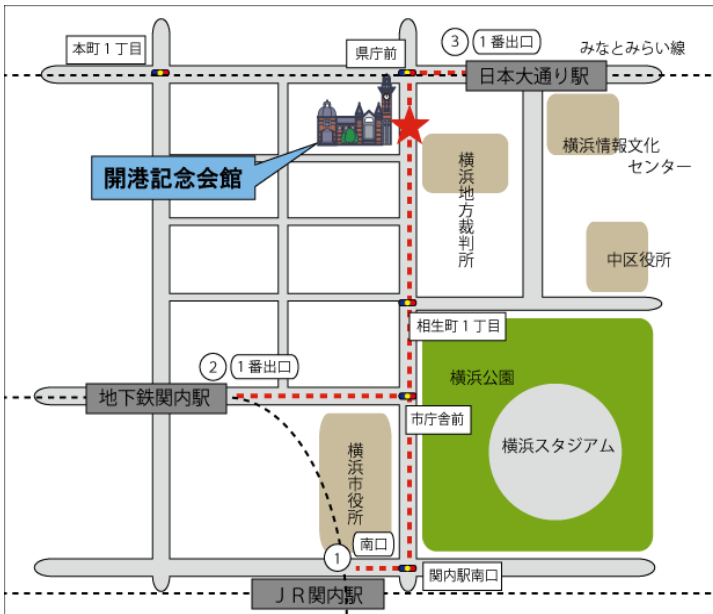 本町１丁目
県庁前
③
１番出口
みなとみらい線
日本大通り駅
横浜情報文化
センター
開港記念会館
横浜地方裁判所
中区役所
相生町１丁目
②
１番出口
地下鉄関内駅
横浜公園
市庁舎前
横浜スタジアム
横浜市役所
①
南口
関内駅南口
ＪＲ関内駅